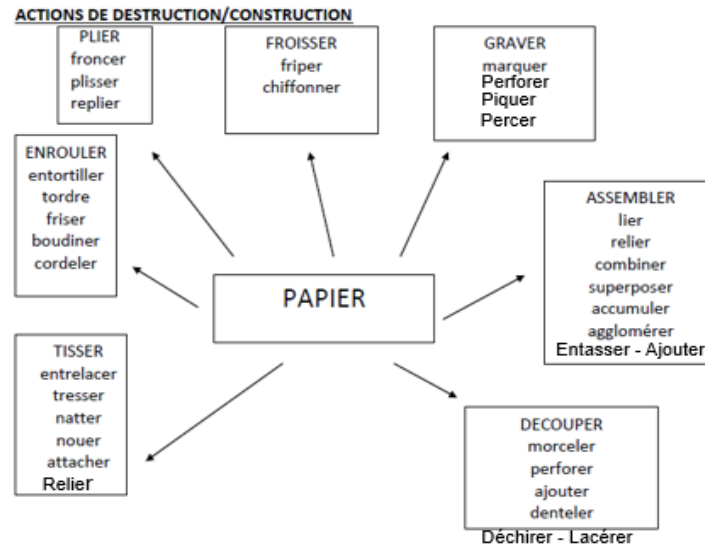 ACTIONS DE DESTRUCTION/CONSTRUCTION
PLIER
froncer
plisser
replier
FROISSER
friper
chiffonner
GRAVER
marquer
Perforer
Piquer
Percer
ENROULER
entortiller
tordre
friser
boudiner
cordeler
ASSEMBLER
lier
relier
combiner
superposer
accumuler
agglomérer
Entasser - Ajouter
PAPIER
TISSER
entrelacer
tresser
natter
nouer
attacher
Relier
DECOUPER
morceler
perforer
ajouter
denteler
Déchirer - Lacérer